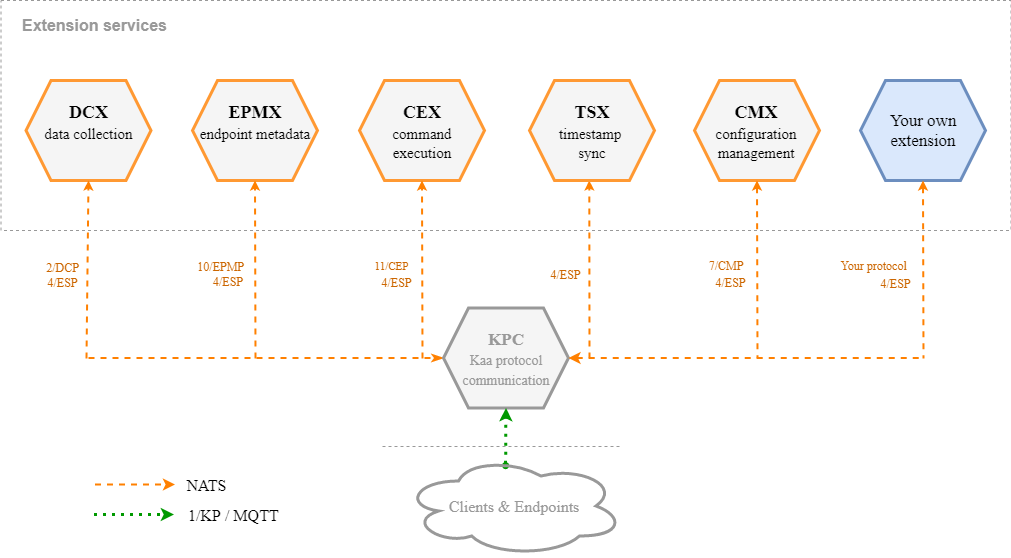 Extension services
DCX
data collection
EPMX
endpoint metadata
CEX
command
execution
TSX
timestamp
sync
CMX
configuration
management
Your own
extension
2/DCP
4/ESP
10/EPMP
4/ESP
11/CEP
4/ESP
4/ESP
7/CMP
4/ESP
Your protocol
4/ESP
KPC
Kaa protocol
communication
NATS
1/KP / MQTT
Clients & Endpoints